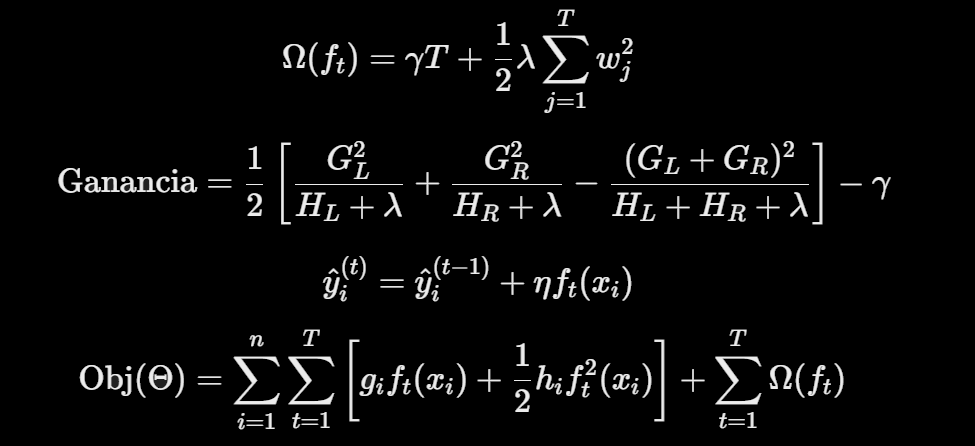 Ω(f_t) = γT + \frac{1}{2} λ \sum_{j=1}^{T} w_j^2
Ganancia = \frac{1}{2} \left[ \frac{G_L^2}{H_L + λ} + \frac{G_R^2}{H_R + λ} - \frac{(G_L + G_R)^2}{H_L + H_R + λ} \right] - γ
\hat{y}_i^{(t)} = \hat{y}_i^{(t-1)} + η f_t(x_i)
Obj(Θ) = \sum_{i=1}^{n} \sum_{t=1}^{T} \left[ g_i f_t(x_i) + \frac{1}{2} h_i f_t^2(x_i) \right] + \sum_{t=1}^{T} Ω(f_t)